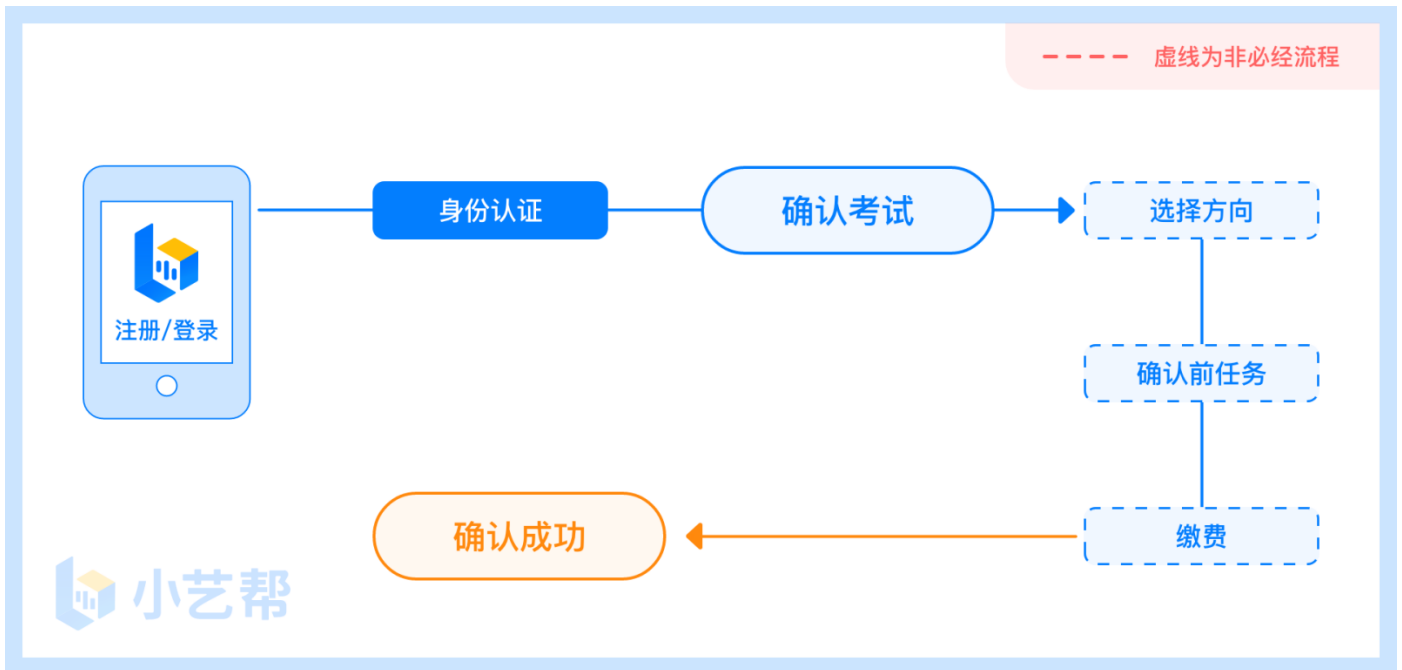 虚线为非必经流程
身份认证
确认考试
选择方向
注册/登录
确认前任务
确认成功
缴费
小艺帮